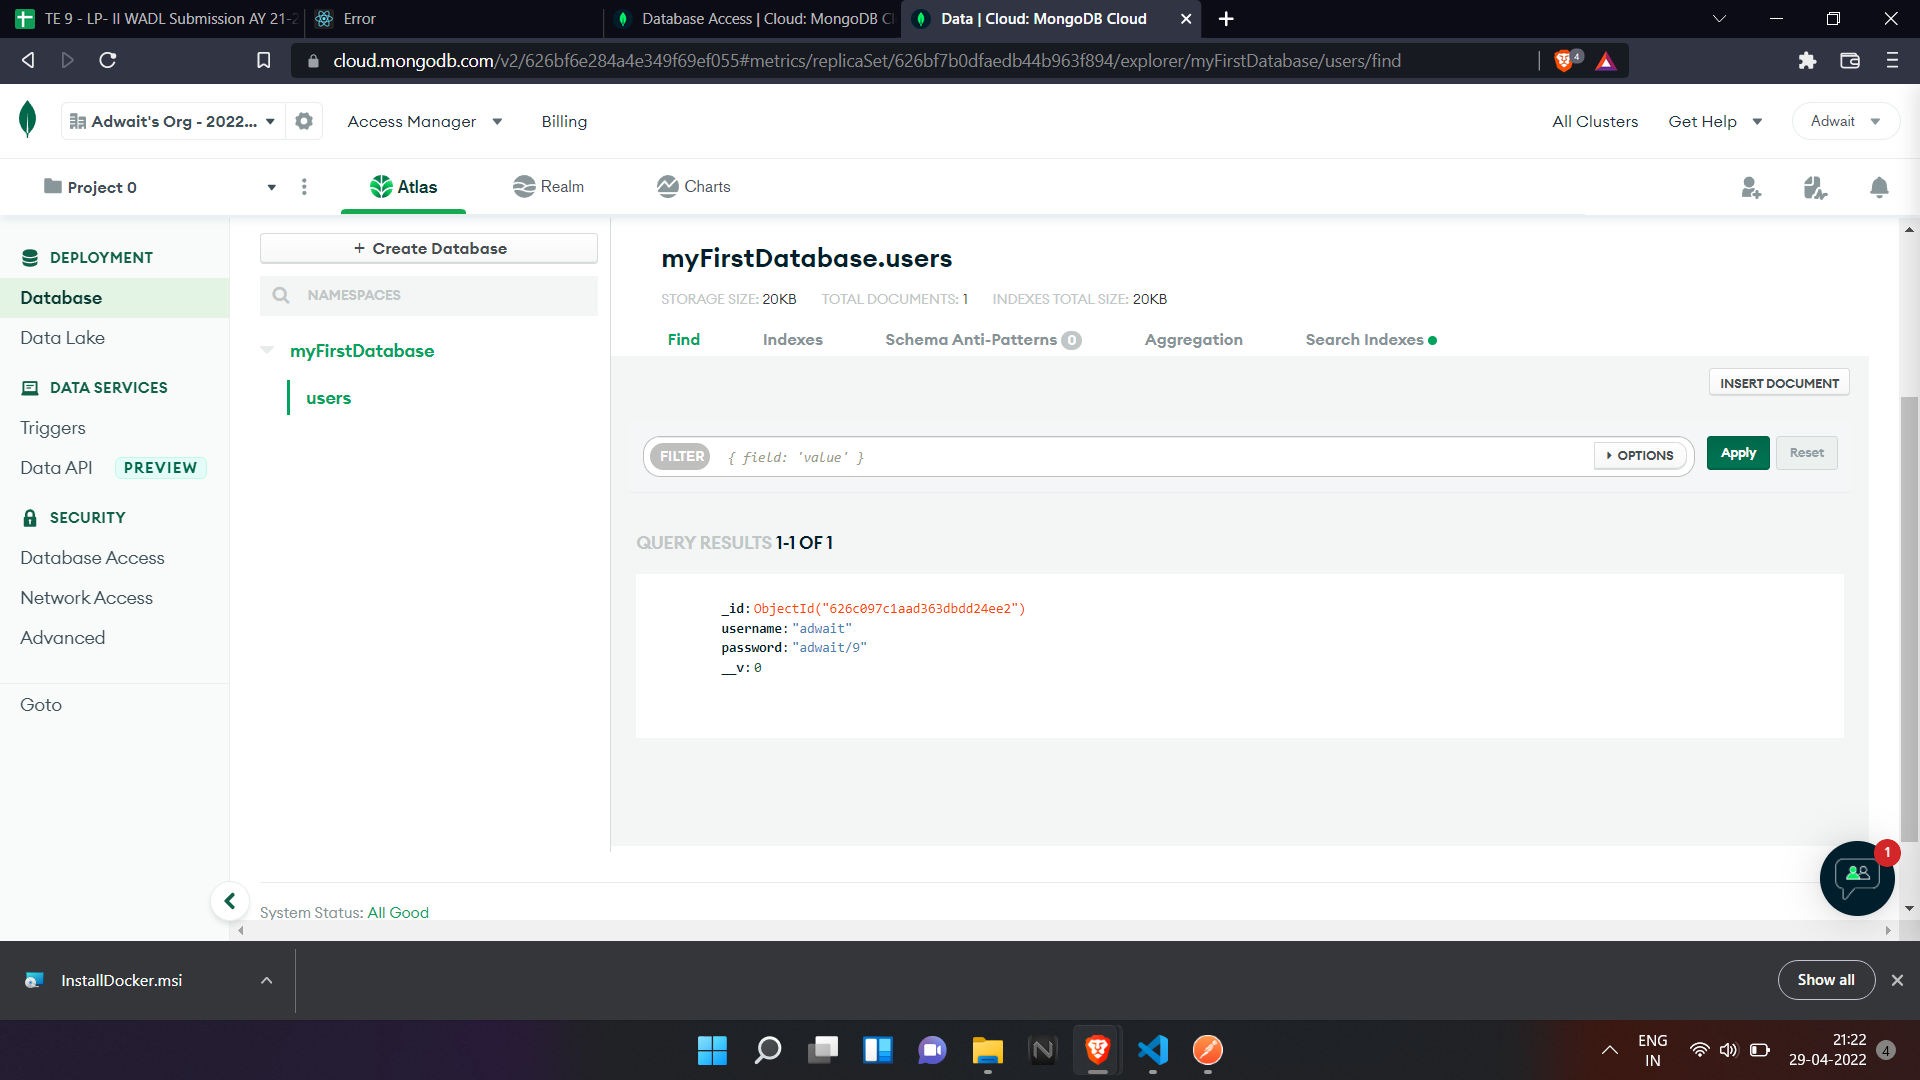 TE 9 - LP- II WADL Submission AY 21-2
Error
Database Access | Cloud: MongoDB Cl
Data | Cloud: MongoDB Cloud
cloud.mongodb.com/v2/626bf6e284a4e349f69ef055#metrics/replicaSet/626bf7b0dfaedb44b963f894/explorer/myFirstDatabase/users/find
4
Adwait's Org - 2022...
Access Manager
Billing
All Clusters
Get Help
Adwait
Project 0
Atlas
Realm
Charts
DEPLOYMENT
Database
Data Lake
DATA SERVICES
Triggers
Data API PREVIEW
SECURITY
Database Access
Network Access
Advanced
Goto
+ Create Database
NAMESPACES
myFirstDatabase
users
myFirstDatabase.users
STORAGE SIZE: 20KB TOTAL DOCUMENTS: 1 INDEXES TOTAL SIZE: 20KB
Find Indexes Schema Anti-Patterns 0 Aggregation Search Indexes
INSERT DOCUMENT
FILTER { field: 'value' } OPTIONS Apply Reset
QUERY RESULTS 1-1 OF 1
_id: ObjectId("626c097c1aad363dbdd24ee2")
username: "adwait"
password: "adwait/9"
__v: 0
1
System Status: All Good
InstallDocker.msi
Show all
ENG
IN
21:22
29-04-2022
4